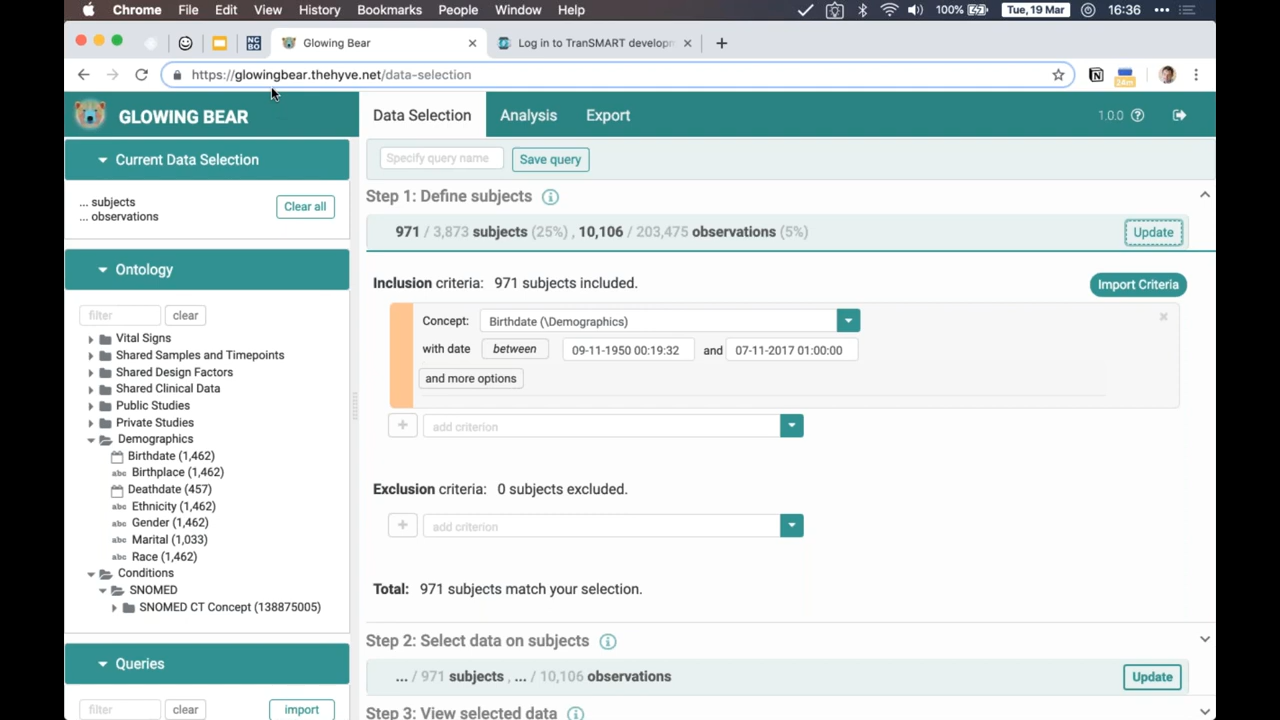 Chrome File Edit View History Bookmarks People Window Help 100% Tue, 19 Mar 16:36
NC BO Glowing Bear Log in to TranSMART developm
https://glowingbear.thehyve.net/data-selection
GLOWING BEAR Data Selection Analysis Export 1.0.0
Current Data Selection
Specify query name Save query
... subjects
... observations
Clear all
Step 1: Define subjects
971 / 3,873 subjects (25%) , 10,106 / 203,475 observations (5%) Update
Ontology
Inclusion criteria: 971 subjects included. Import Criteria
filter clear
Concept: Birthdate (\Demographics)
with date between 09-11-1950 00:19:32 and 07-11-2017 01:00:00
and more options
add criterion
Vital Signs
Shared Samples and Timepoints
Shared Design Factors
Shared Clinical Data
Public Studies
Private Studies
Demographics
Birthdate (1,462)
abc Birthplace (1,462)
Deathdate (457)
abc Ethnicity (1,462)
abc Gender (1,462)
abc Marital (1,033)
abc Race (1,462)
Conditions
SNOMED
SNOMED CT Concept (138875005)
Exclusion criteria: 0 subjects excluded.
add criterion
Total: 971 subjects match your selection.
Step 2: Select data on subjects
... / 971 subjects , ... / 10,106 observations Update
Step 3: View selected data
Queries
filter clear import